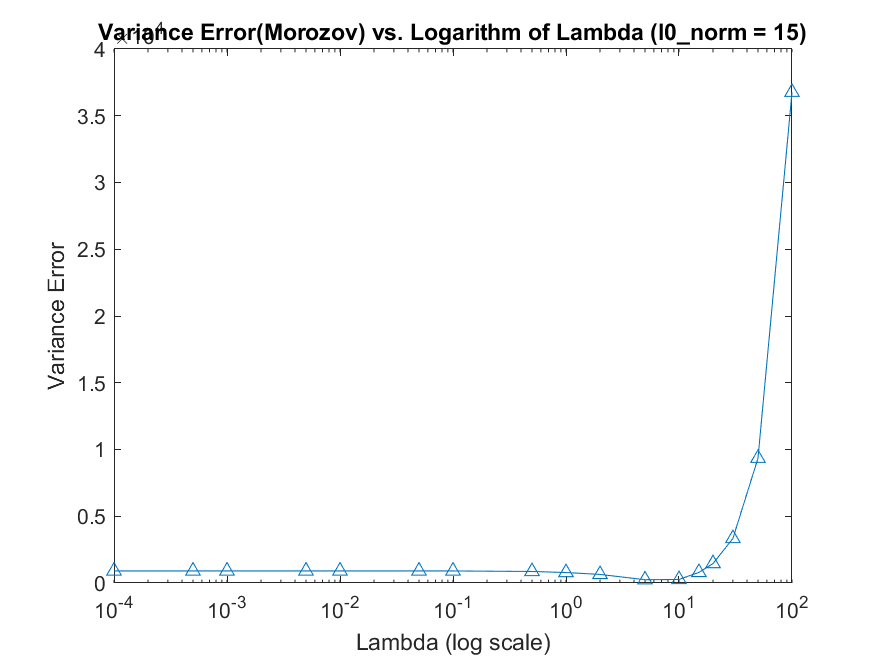 Variance Error(Morozov) vs. Logarithm of Lambda (l0_norm = 15)
×10^4
4
3.5
3
2.5
2
1.5
1
0.5
0
Variance Error
10^-4 10^-3 10^-2 10^-1 10^0 10^1 10^2
Lambda (log scale)